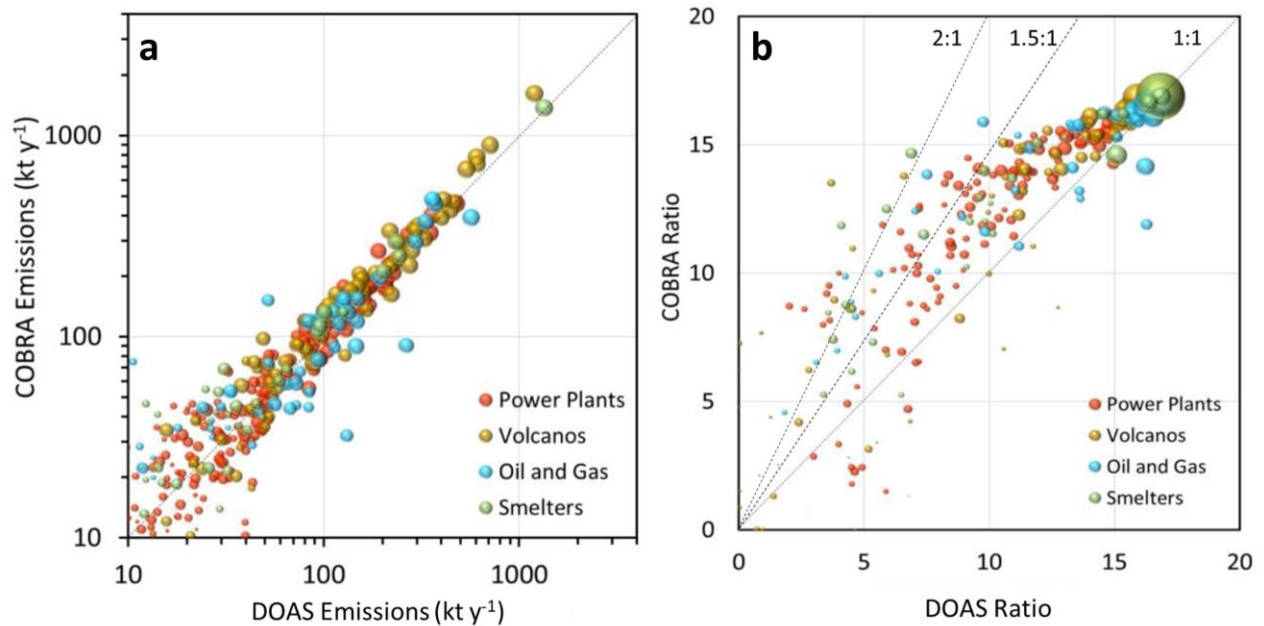 a
COBRA Emissions (kt y-1)
1000
100
10
10
100
1000
DOAS Emissions (kt y-1)
Power Plants
Volcanos
Oil and Gas
Smelters
b
2:1
1.5:1
1:1
COBRA Ratio
20
15
10
5
0
0
5
10
15
20
DOAS Ratio
Power Plants
Volcanos
Oil and Gas
Smelters